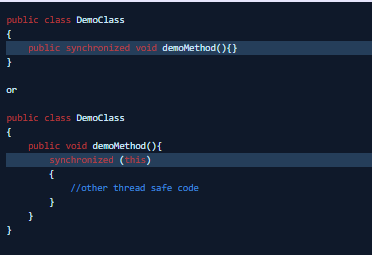 public class DemoClass
{
    public synchronized void demoMethod(){}
}
or
public class DemoClass
{
    public void demoMethod(){
        synchronized (this)
        {
            //other thread safe code
        }
    }
}